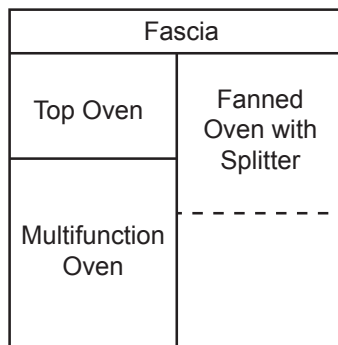 Fascia
Top Oven
Fanned
Oven with
Splitter
Multifunction
Oven